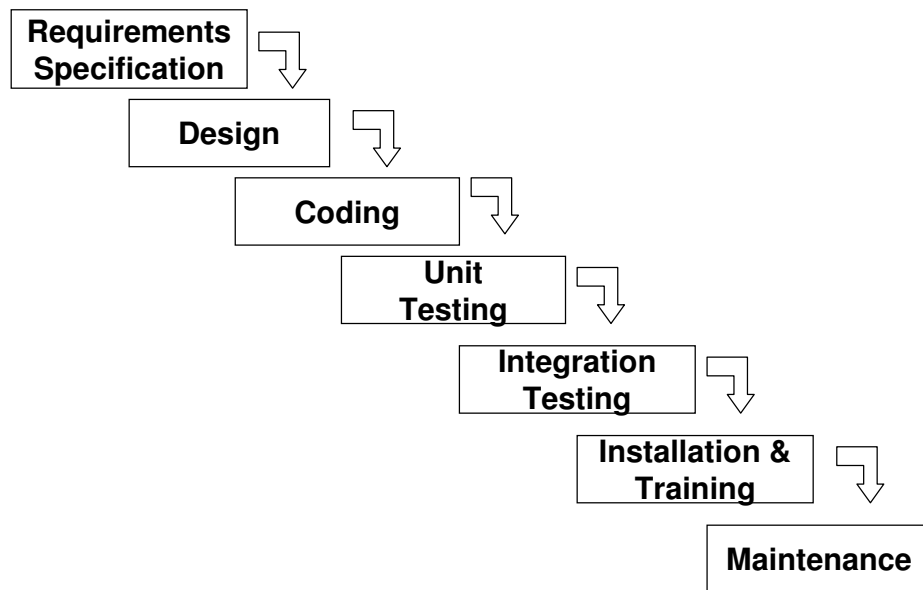 Requirements
Specification
Design
Coding
Unit
Testing
Integration
Testing
Installation &
Training
Maintenance